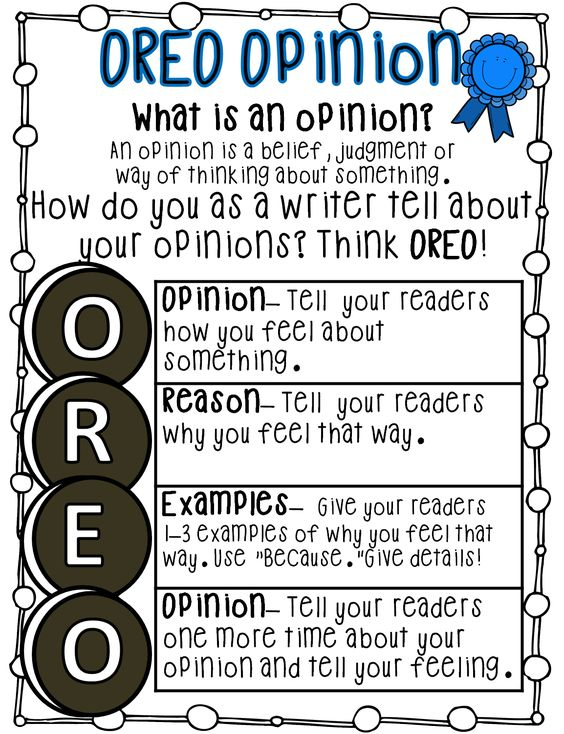 OREO Opinion
What is an opinion?
An opinion is a belief, judgment or
way of thinking about something.
How do you as a writer tell about
your opinions? Think OREO!
O
Opinion– Tell your readers
how you feel about
something.
R
Reason– Tell your readers
why you feel that way.
E
Examples– Give your readers
1-3 examples of why you feel that
way. Use "Because." Give details!
O
Opinion– Tell your readers
one more time about your
opinion and tell your feeling.